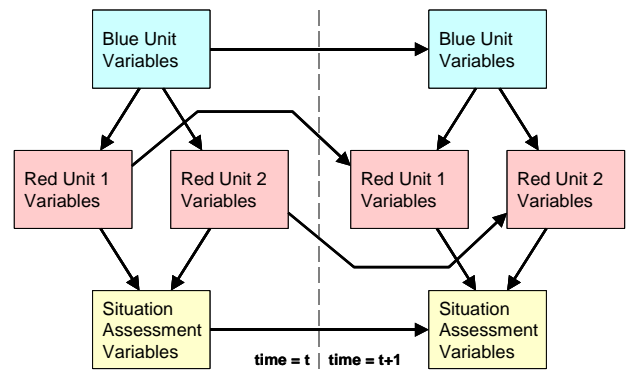 Blue Unit
Variables
Blue Unit
Variables
Red Unit 1
Variables
Red Unit 2
Variables
Red Unit 1
Variables
Red Unit 2
Variables
Situation
Assessment
Variables
Situation
Assessment
Variables
time = t
time = t+1